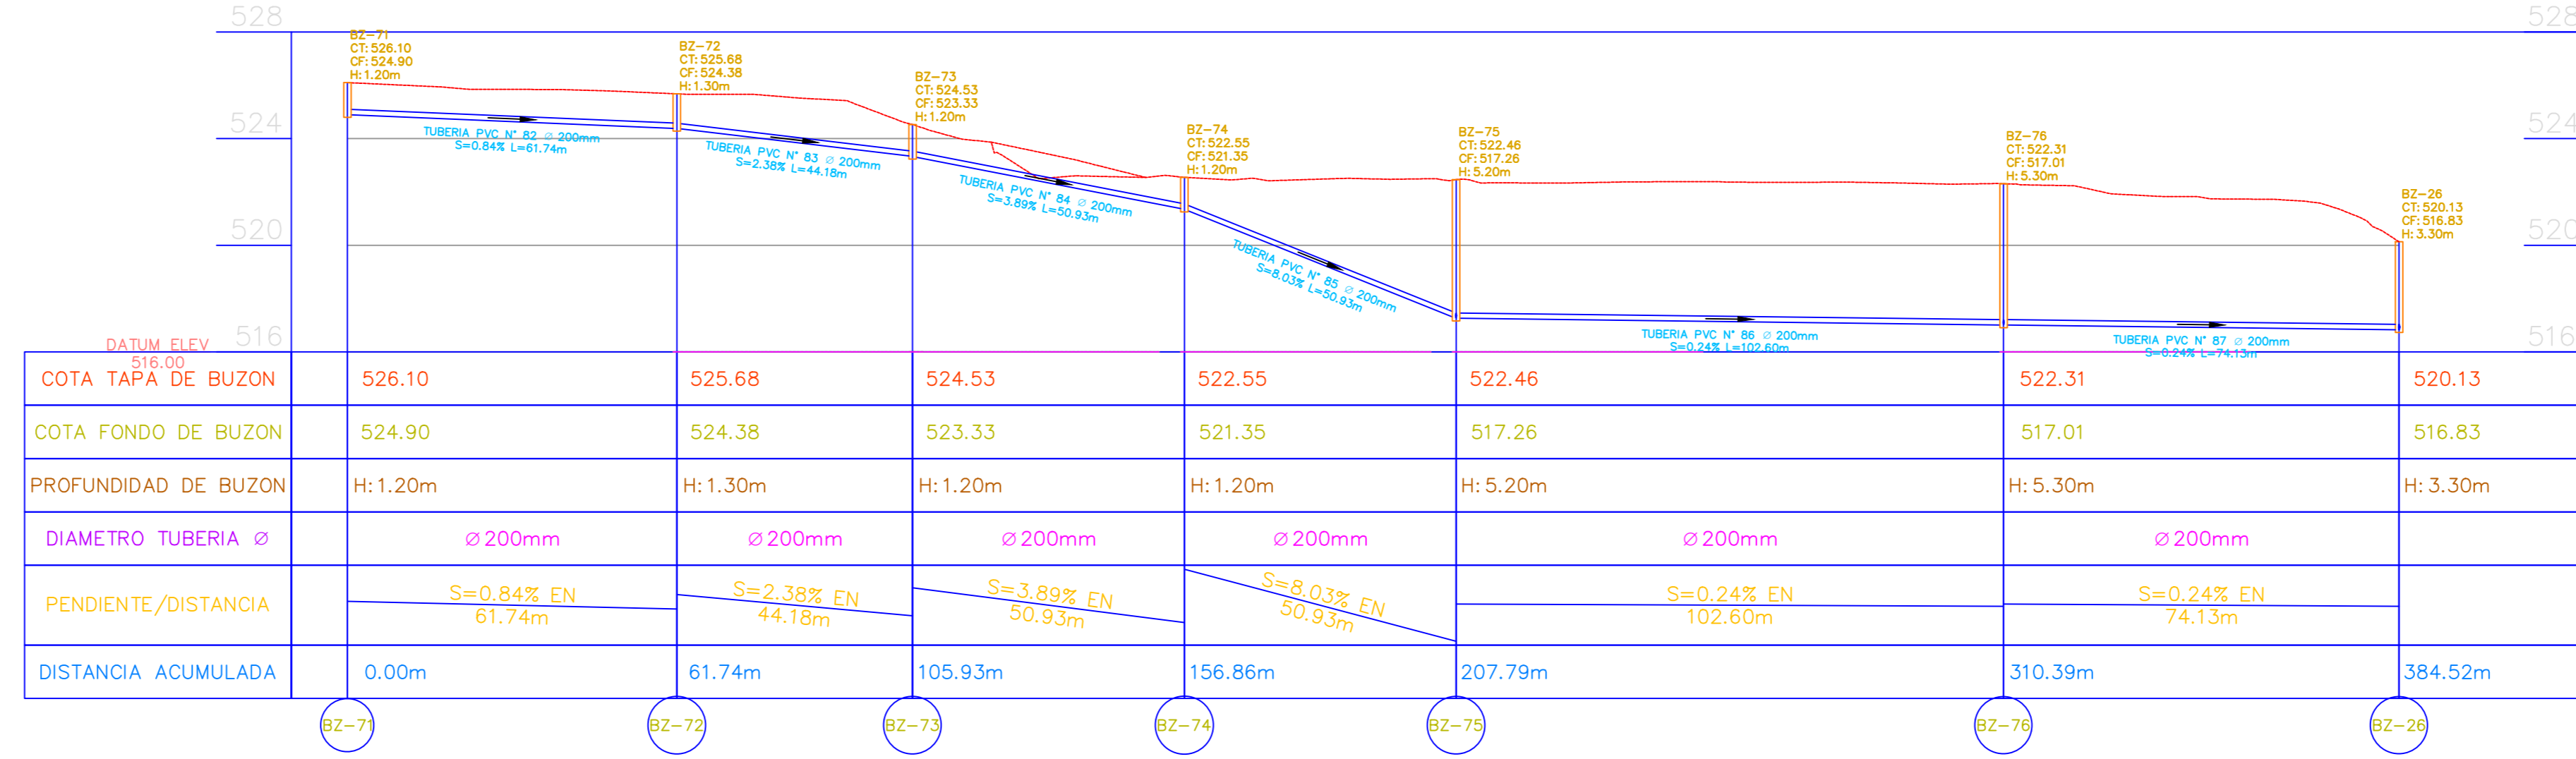 528
528
BZ-71
CT: 526.10
CF: 524.90
H: 1.20m
BZ-72
CT: 525.68
CF: 524.38
H: 1.30m
BZ-73
CT: 524.53
CF: 523.33
H: 1.20m
BZ-74
CT: 522.55
CF: 521.35
H: 1.20m
BZ-75
CT: 522.46
CF: 517.26
H: 5.20m
BZ-76
CT: 522.31
CF: 517.01
H: 5.30m
BZ-26
CT: 520.13
CF: 516.83
H: 3.30m
524
524
TUBERIA PVC N° 82 ∅ 200mm
S=0.84% L=61.74m
TUBERIA PVC N° 83 ∅ 200mm
S=2.38% L=44.18m
TUBERIA PVC N° 84 ∅ 200mm
S=3.89% L=50.93m
TUBERIA PVC N° 85 ∅ 200mm
S=8.03% L=50.93m
TUBERIA PVC N° 86 ∅ 200mm
S=0.24% L=102.60m
TUBERIA PVC N° 87 ∅ 200mm
S=0.24% L=74.13m
520
520
516
516
DATUM ELEV
516.00
COTA TAPA DE BUZON 526.10 525.68 524.53 522.55 522.46 522.31 520.13
COTA FONDO DE BUZON 524.90 524.38 523.33 521.35 517.26 517.01 516.83
PROFUNDIDAD DE BUZON H: 1.20m H: 1.30m H: 1.20m H: 1.20m H: 5.20m H: 5.30m H: 3.30m
DIAMETRO TUBERIA ∅ ∅ 200mm ∅ 200mm ∅ 200mm ∅ 200mm ∅ 200mm ∅ 200mm
PENDIENTE/DISTANCIA
S=0.84% EN
61.74m
S=2.38% EN
44.18m
S=3.89% EN
50.93m
S=8.03% EN
50.93m
S=0.24% EN
102.60m
S=0.24% EN
74.13m
DISTANCIA ACUMULADA 0.00m 61.74m 105.93m 156.86m 207.79m 310.39m 384.52m
BZ-71 BZ-72 BZ-73 BZ-74 BZ-75 BZ-76 BZ-26